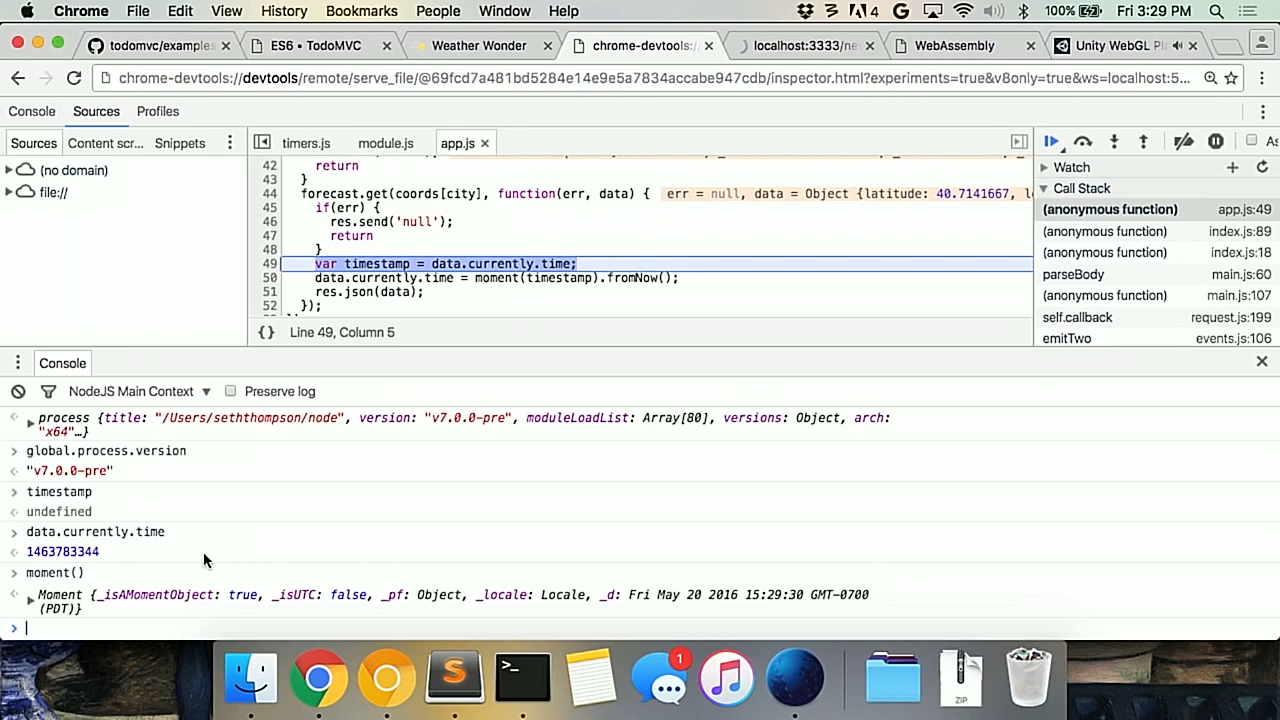 Chrome File Edit View History Bookmarks People Window Help 4 100% Fri 3:29 PM
todomvc/examples × ES6 • TodoMVC × Weather Wonder × chrome-devtools:/ × localhost:3333/ne × WebAssembly × Unity WebGL Pl ×
chrome-devtools://devtools/remote/serve_file/@69cfd7a481bd5284e14e9e5a7834accabe947cdb/inspector.html?experiments=true&v8only=true&ws=localhost:5...
Console Sources Profiles
Sources Content scr... Snippets timers.js module.js app.js × As
(no domain)
file://
42 return
43 }
44 forecast.get(coords[city], function(err, data) { err = null, data = Object {latitude: 40.7141667, l
45 if(err) {
46 res.send('null');
47 return
48 }
49 var timestamp = data.currently.time;
50 data.currently.time = moment(timestamp).fromNow();
51 res.json(data);
52 });
{} Line 49, Column 5
Watch
Call Stack
(anonymous function) app.js:49
(anonymous function) index.js:89
(anonymous function) index.js:18
parseBody main.js:60
(anonymous function) main.js:107
self.callback request.js:199
emitTwo events.js:106
Console ×
NodeJS Main Context ▼ Preserve log
process {title: "/Users/seththompson/node", version: "v7.0.0-pre", moduleLoadList: Array[80], versions: Object, arch:
"x64"…}
> global.process.version
"v7.0.0-pre"
> timestamp
undefined
> data.currently.time
1463783344
> moment()
Moment {_isAMomentObject: true, _isUTC: false, _pf: Object, _locale: Locale, _d: Fri May 20 2016 15:29:30 GMT-0700
(PDT)}
>
S >_ 1 ZIP